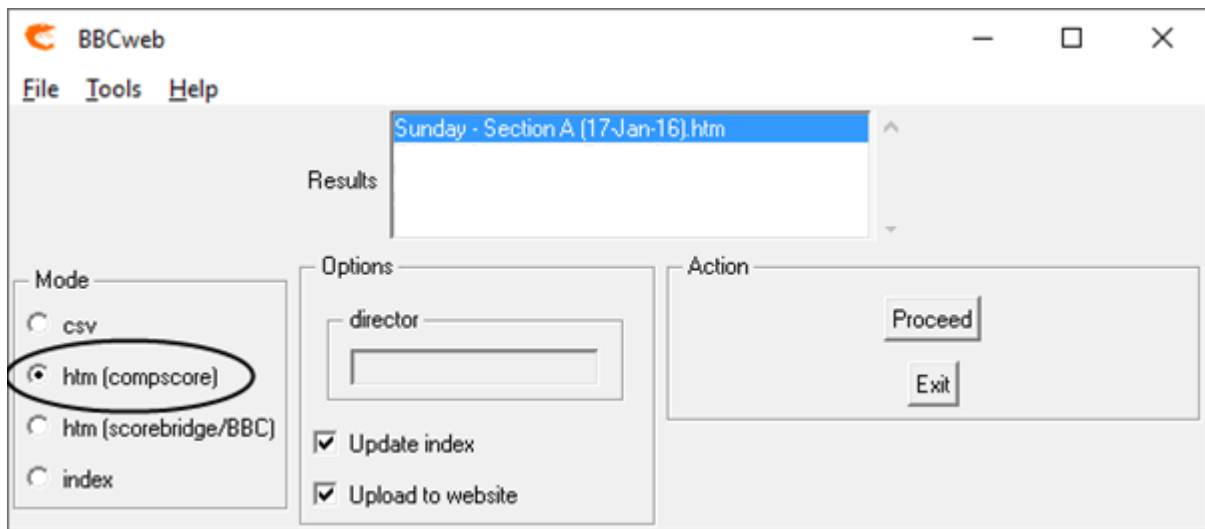 BBCweb
File Tools Help
Sunday - Section A (17-Jan-16).htm
Results
Mode
csv
htm (compscore)
htm (scorebridge/BBC)
index
Options
director
Update index
Upload to website
Action
Proceed
Exit